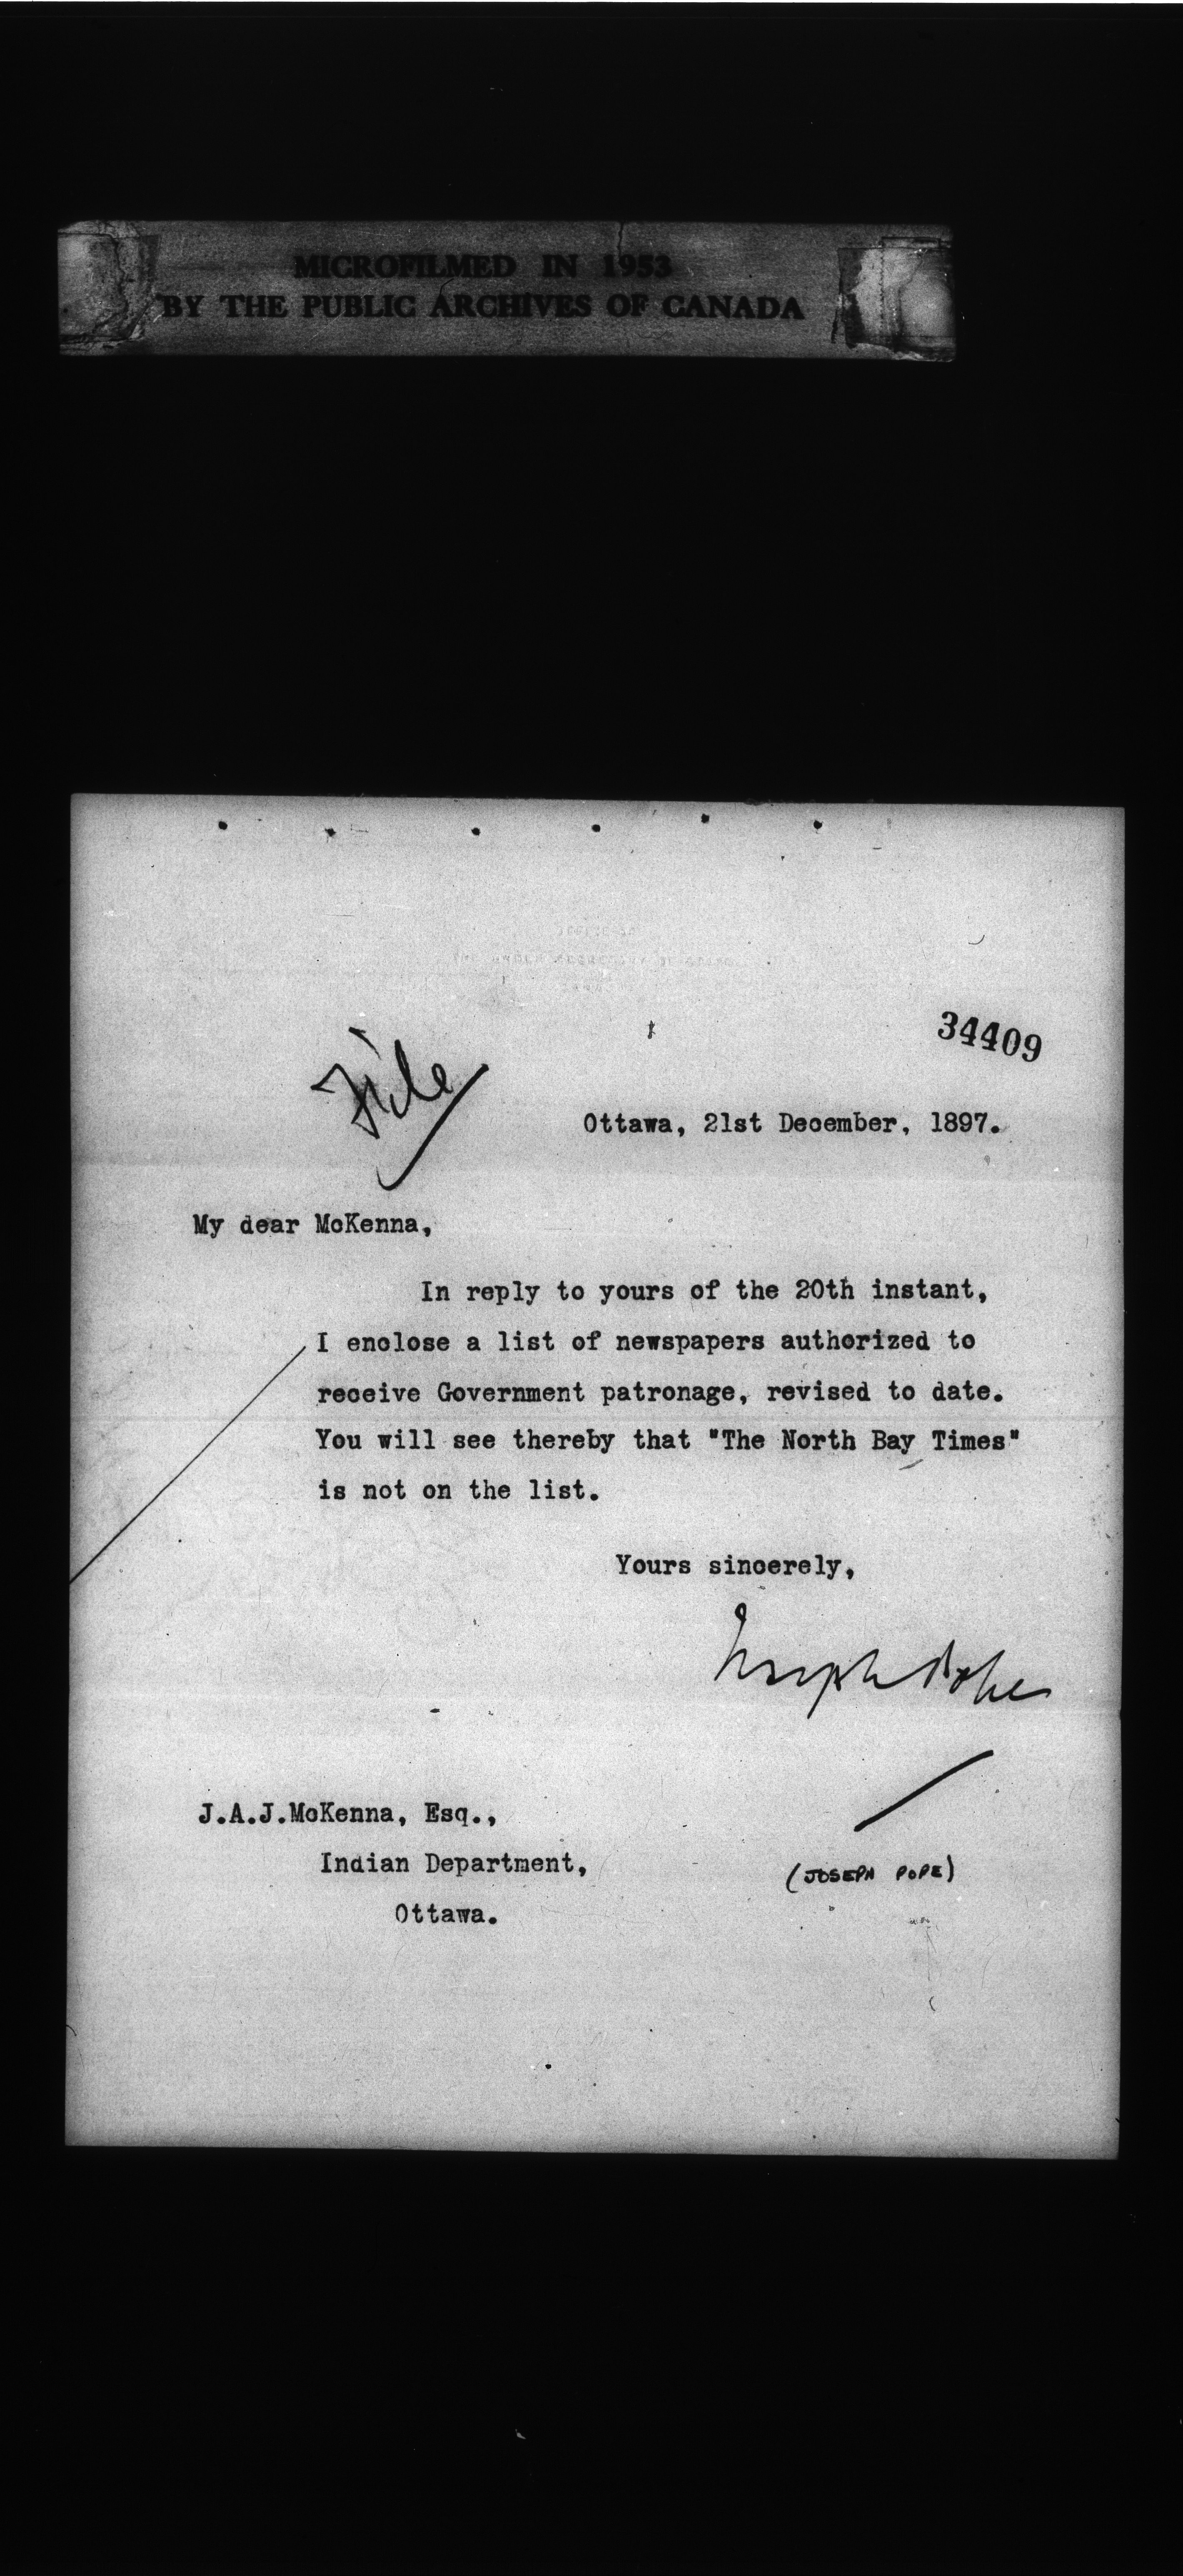 MICROFILMED IN 1953
BY THE PUBLIC ARCHIVES OF CANADA
34409
File
Ottawa, 21st December, 1897.
My dear McKenna,
In reply to yours of the 20th instant,
I enclose a list of newspapers authorized to
receive Government patronage, revised to date.
You will see thereby that "The North Bay Times"
is not on the list.
Yours sincerely,
Joseph Pope
J.A.J.McKenna, Esq.,
Indian Department,
Ottawa.
(JOSEPH POPE)